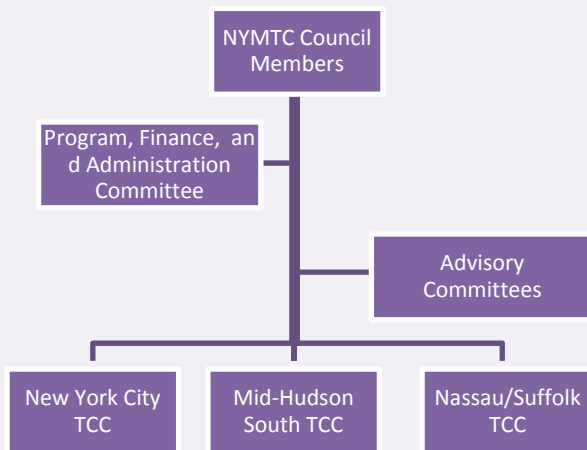 NYMTC Council
Members
Program, Finance,  an
d Administration
Committee
Advisory
Committees
New York City
TCC
Mid-Hudson
South TCC
Nassau/Suffolk
TCC